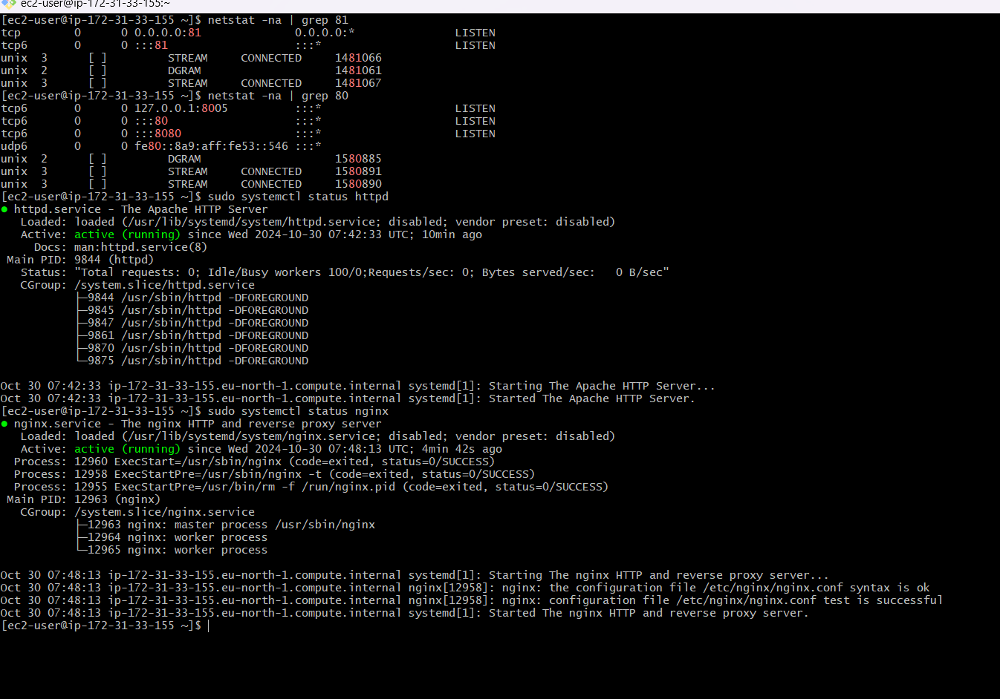 ec2-user@ip-172-31-33-155:~
[ec2-user@ip-172-31-33-155 ~]$ netstat -na | grep 81
tcp        0      0 0.0.0.0:81              0.0.0.0:*               LISTEN
tcp6       0      0 :::81                   :::*                    LISTEN
unix  3      [ ]         STREAM     CONNECTED     1481066
unix  2      [ ]         DGRAM                    1481061
unix  3      [ ]         STREAM     CONNECTED     1481067
[ec2-user@ip-172-31-33-155 ~]$ netstat -na | grep 80
tcp6       0      0 127.0.0.1:8005          :::*                    LISTEN
tcp6       0      0 :::80                   :::*                    LISTEN
tcp6       0      0 :::8080                 :::*                    LISTEN
udp6       0      0 fe80::8a9:aff:fe53::546 :::*
unix  2      [ ]         DGRAM                    1580885
unix  3      [ ]         STREAM     CONNECTED     1580891
unix  3      [ ]         STREAM     CONNECTED     1580890
[ec2-user@ip-172-31-33-155 ~]$ sudo systemctl status httpd
● httpd.service - The Apache HTTP Server
   Loaded: loaded (/usr/lib/systemd/system/httpd.service; disabled; vendor preset: disabled)
   Active: active (running) since Wed 2024-10-30 07:42:33 UTC; 10min ago
     Docs: man:httpd.service(8)
 Main PID: 9844 (httpd)
   Status: "Total requests: 0; Idle/Busy workers 100/0;Requests/sec: 0; Bytes served/sec:   0 B/sec"
   CGroup: /system.slice/httpd.service
           ├─9844 /usr/sbin/httpd -DFOREGROUND
           ├─9845 /usr/sbin/httpd -DFOREGROUND
           ├─9847 /usr/sbin/httpd -DFOREGROUND
           ├─9861 /usr/sbin/httpd -DFOREGROUND
           ├─9870 /usr/sbin/httpd -DFOREGROUND
           └─9875 /usr/sbin/httpd -DFOREGROUND
Oct 30 07:42:33 ip-172-31-33-155.eu-north-1.compute.internal systemd[1]: Starting The Apache HTTP Server...
Oct 30 07:42:33 ip-172-31-33-155.eu-north-1.compute.internal systemd[1]: Started The Apache HTTP Server.
[ec2-user@ip-172-31-33-155 ~]$ sudo systemctl status nginx
● nginx.service - The nginx HTTP and reverse proxy server
   Loaded: loaded (/usr/lib/systemd/system/nginx.service; disabled; vendor preset: disabled)
   Active: active (running) since Wed 2024-10-30 07:48:13 UTC; 4min 42s ago
  Process: 12960 ExecStart=/usr/sbin/nginx (code=exited, status=0/SUCCESS)
  Process: 12958 ExecStartPre=/usr/sbin/nginx -t (code=exited, status=0/SUCCESS)
  Process: 12955 ExecStartPre=/usr/bin/rm -f /run/nginx.pid (code=exited, status=0/SUCCESS)
 Main PID: 12963 (nginx)
   CGroup: /system.slice/nginx.service
           ├─12963 nginx: master process /usr/sbin/nginx
           ├─12964 nginx: worker process
           └─12965 nginx: worker process
Oct 30 07:48:13 ip-172-31-33-155.eu-north-1.compute.internal systemd[1]: Starting The nginx HTTP and reverse proxy server...
Oct 30 07:48:13 ip-172-31-33-155.eu-north-1.compute.internal nginx[12958]: nginx: the configuration file /etc/nginx/nginx.conf syntax is ok
Oct 30 07:48:13 ip-172-31-33-155.eu-north-1.compute.internal nginx[12958]: nginx: configuration file /etc/nginx/nginx.conf test is successful
Oct 30 07:48:13 ip-172-31-33-155.eu-north-1.compute.internal systemd[1]: Started The nginx HTTP and reverse proxy server.
[ec2-user@ip-172-31-33-155 ~]$